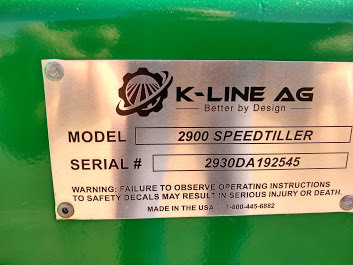 K-LINE AG
Better by Design
MODEL 2900 SPEEDTILLER
SERIAL # 2930DA192545
WARNING: FAILURE TO OBSERVE OPERATING INSTRUCTIONS
TO SAFETY DECALS MAY RESULT IN SERIOUS INJURY OR DEATH.
MADE IN THE USA 1-800-445-6882